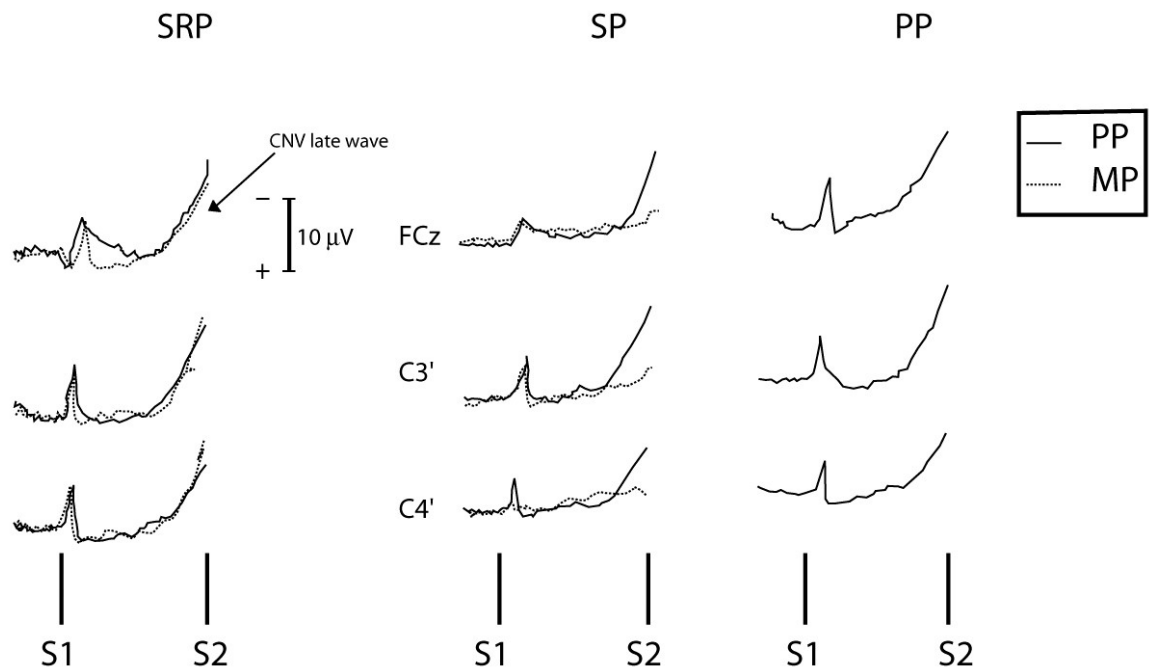 SRP SP PP
CNV late wave
PP
MP
−
10 μV
+
FCz
C3'
C4'
S1 S2 S1 S2 S1 S2